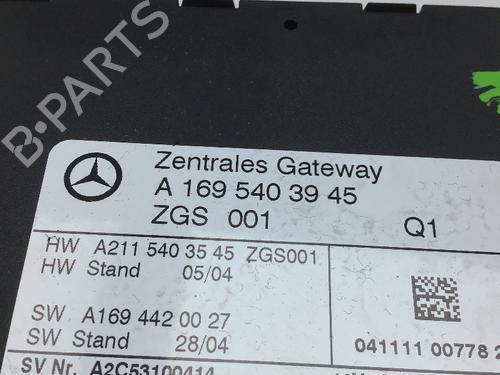 B-PARTS
Zentrales Gateway
A 169 540 39 45
ZGS 001 Q1
HW A211 540 35 45 ZGS001
HW Stand 05/04
SW A169 442 00 27
SW Stand 28/04
041111 00778 2
SV Nr. A2C53100414